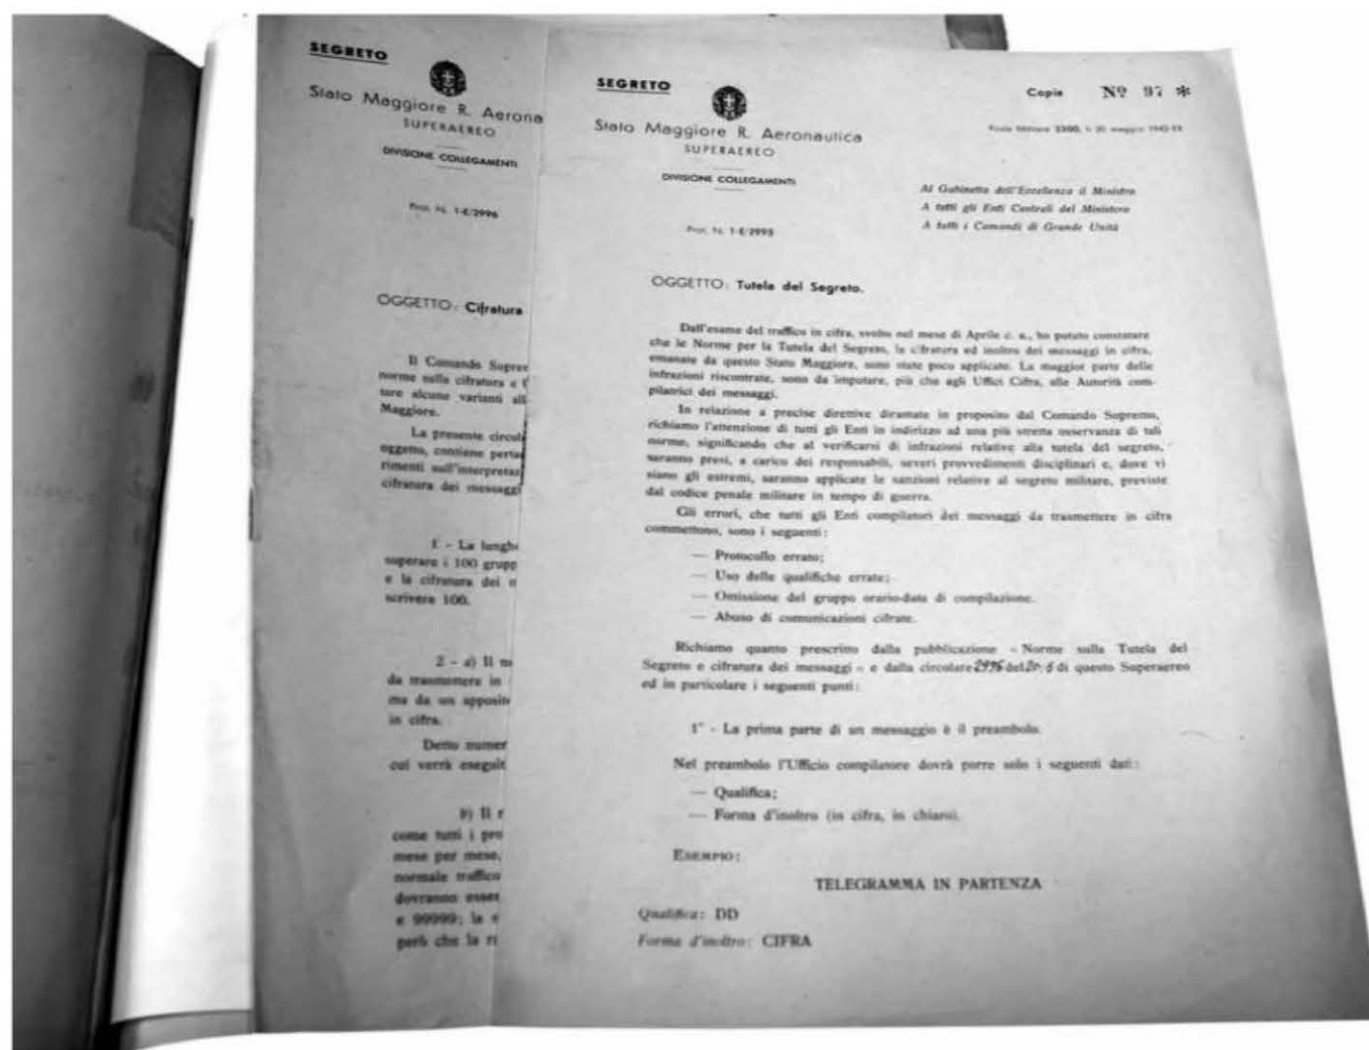 SEGRETO
Stato Maggiore R. Aerona
SUPERAEREO
DIVISIONE COLLEGAMENTI
Prot. N. 1-E/2996
OGGETTO: Cifratura
Il Comando Supre
norme sulla cifratura e
tare alcune varianti all
Maggiore.
La presente circol
oggetto, contiene
rimenti sull'interpretaz
cifratura dei messaggi
1 - La lungh
superare i 100 grupp
e la cifratura dei
scrivere 100.
2 - a) Il
da trasmettere in
ma da un apposit
in cifra.
Detto numer
cui verrà eseguit
b) Il
come tutti i pro
mese per mese,
normale traffico
dovranno esser
e 99999; la
però che la
SEGRETO
Stato Maggiore R. Aeronautica
SUPERAEREO
DIVISIONE COLLEGAMENTI
Prot. N. 1-E/2995
Copia Nº 97 *
Posta Militare 3300, li 20 maggio
Al Gabinetto dell'Eccellenza il Ministro
A tutti gli Enti Centrali del Ministero
A tutti i Comandi di Grande Unità
OGGETTO: Tutela del Segreto.
Dall'esame del traffico in cifra, svolto nel mese di Aprile c. a., ho potuto constatare
che le Norme per la Tutela del Segreto, la cifratura ed inoltro dei messaggi in cifra,
emanate da questo Stato Maggiore, sono state poco applicate. La maggior parte delle
infrazioni riscontrate, sono da imputare, più che agli Uffici Cifra, alle Autorità com-
pilatrici dei messaggi.
In relazione a precise direttive diramate in proposito dal Comando Supremo,
richiamo l'attenzione di tutti gli Enti in indirizzo ad una più stretta osservanza di tali
norme, significando che al verificarsi di infrazioni relative alla tutela del segreto,
saranno presi, a carico dei responsabili, severi provvedimenti disciplinari e, dove vi
siano gli estremi, saranno applicate le sanzioni relative al segreto militare, previste
dal codice penale militare in tempo di guerra.
Gli errori, che tutti gli Enti compilatori dei messaggi da trasmettere in cifra
commettono, sono i seguenti:
— Protocollo errato;
— Uso delle qualifiche errate;
— Omissione del gruppo orario-data di compilazione.
— Abuso di comunicazioni cifrate.
Richiamo quanto prescritto dalla pubblicazione « Norme sulla Tutela del
Segreto e cifratura dei messaggi » e dalla circolare 2996 del 20.5 di questo Superaereo
ed in particolare i seguenti punti:
1° - La prima parte di un messaggio è il preambolo.
Nel preambolo l'Ufficio compilatore dovrà porre solo i seguenti dati:
— Qualifica;
— Forma d'inoltro (in cifra, in chiaro).
ESEMPIO:
TELEGRAMMA IN PARTENZA
Qualifica: DD
Forma d'inoltro: CIFRA